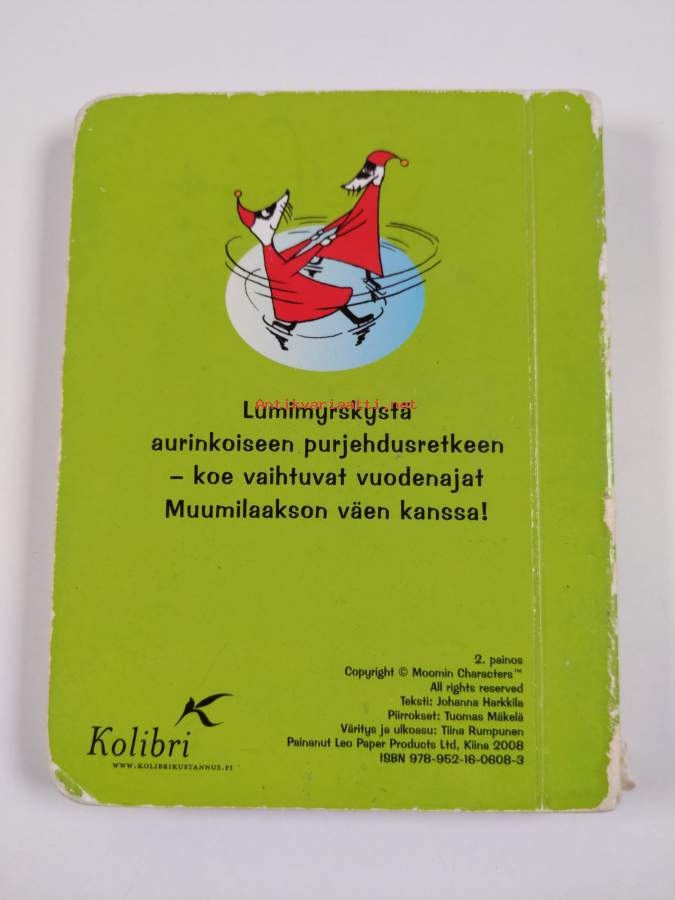 Lumimyrskystä
Antikvariaatti.net
aurinkoiseen purjehdusretkeen
– koe vaihtuvat vuodenajat
Muumilaakson väen kanssa!
2. painos
Copyright © Moomin Characters™
All rights reserved
Teksti: Johanna Harkkila
Piirrokset: Tuomas Mäkelä
Väritys ja ulkoasu: Tiina Rumpunen
Painanut Leo Paper Products Ltd, Kiina 2008
ISBN 978-952-16-0608-3
Kolibri
WWW.KOLIBRIKUSTANNUS.FI